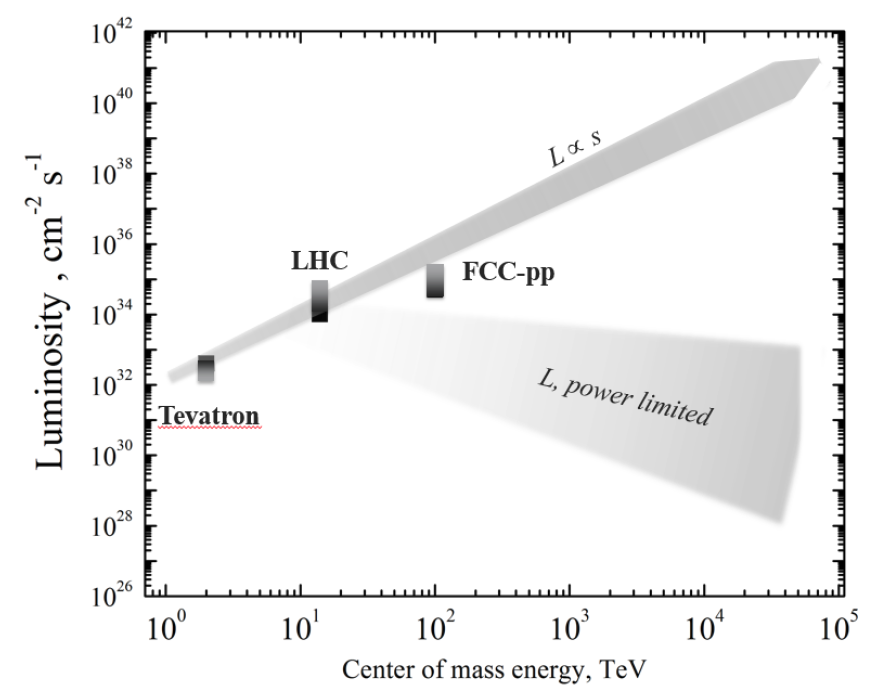 10^42
10^40
10^38
10^36
10^34
10^32
10^30
10^28
10^26
Luminosity , cm^-2 s^-1
L ∝ s
LHC
FCC-pp
L, power limited
Tevatron
10^0 10^1 10^2 10^3 10^4 10^5
Center of mass energy, TeV